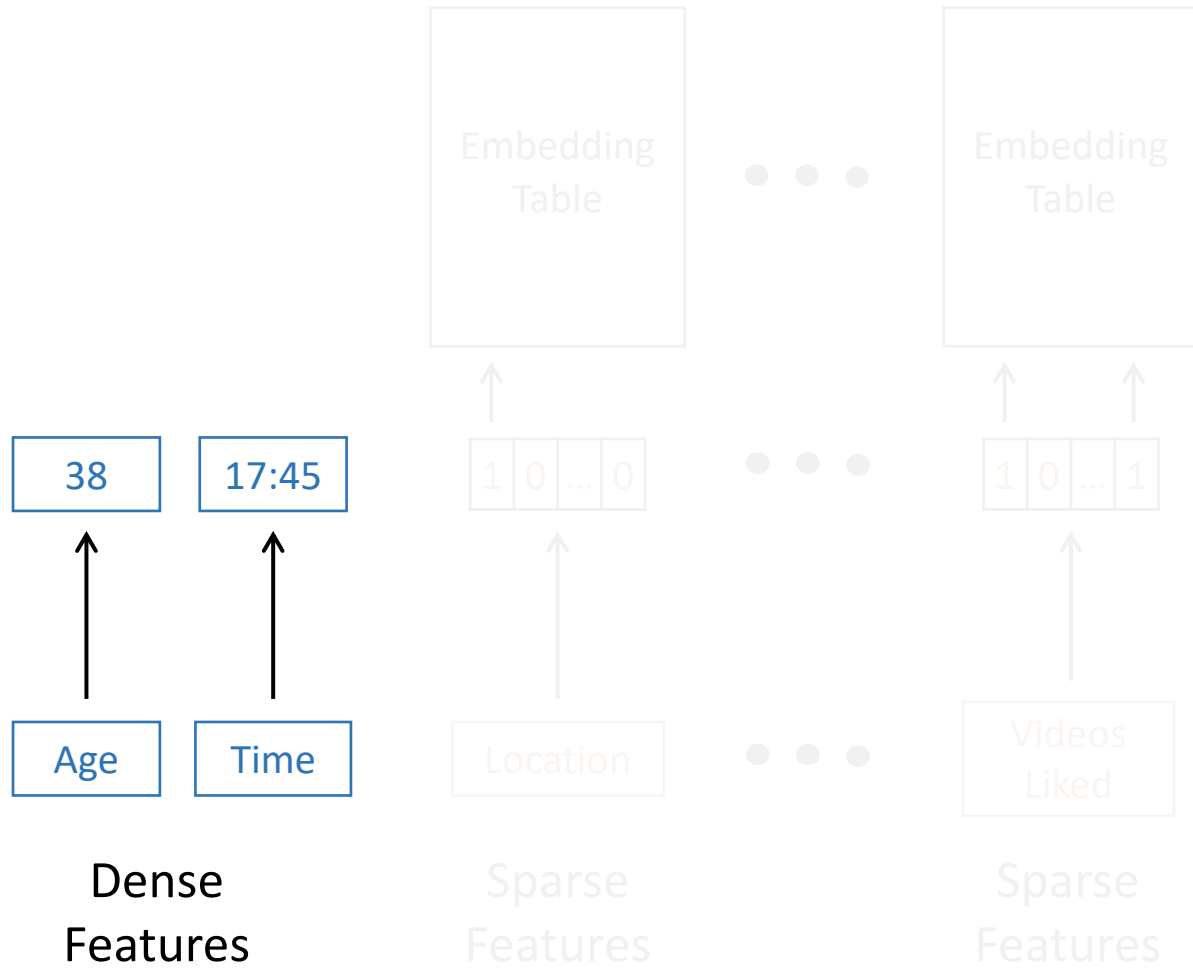 Embedding
Table
Embedding
Table
38
17:45
1 0 ... 0
1 0 ... 1
Age
Time
Location
Videos
Liked
Dense
Features
Sparse
Features
Sparse
Features